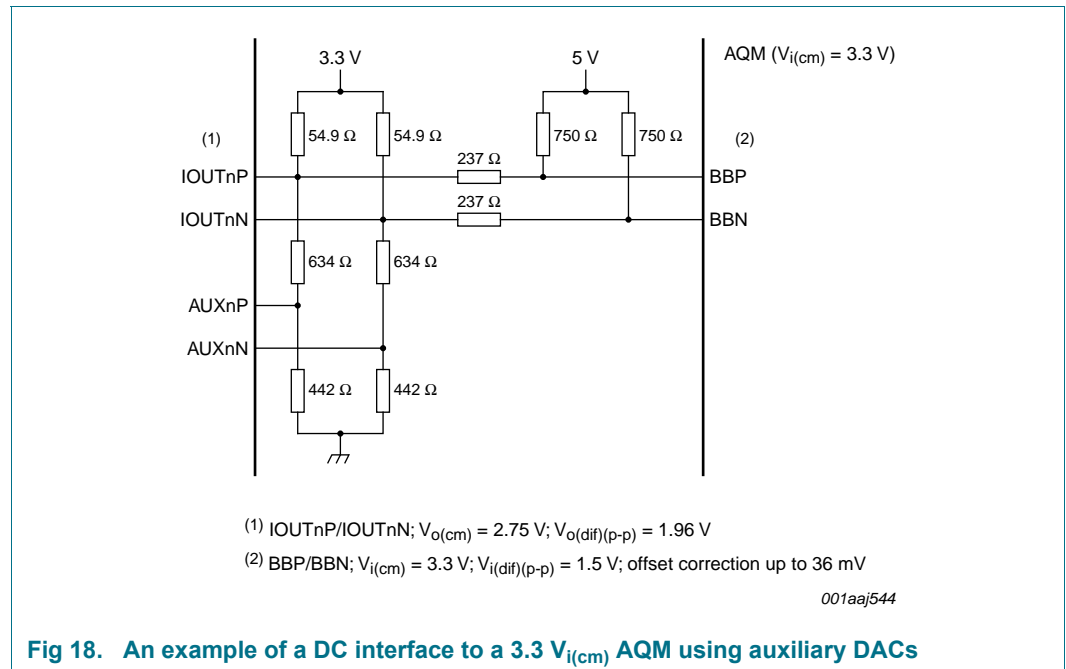 3.3 V 5 V AQM (Vi(cm) = 3.3 V)
(1) 54.9 Ω 54.9 Ω 750 Ω 750 Ω (2)
237 Ω
IOUTnP BBP
237 Ω
IOUTnN BBN
634 Ω 634 Ω
AUXnP
AUXnN
442 Ω 442 Ω
(1) IOUTnP/IOUTnN; Vo(cm) = 2.75 V; Vo(dif)(p-p) = 1.96 V
(2) BBP/BBN; Vi(cm) = 3.3 V; Vi(dif)(p-p) = 1.5 V; offset correction up to 36 mV
001aaj544
Fig 18. An example of a DC interface to a 3.3 Vi(cm) AQM using auxiliary DACs